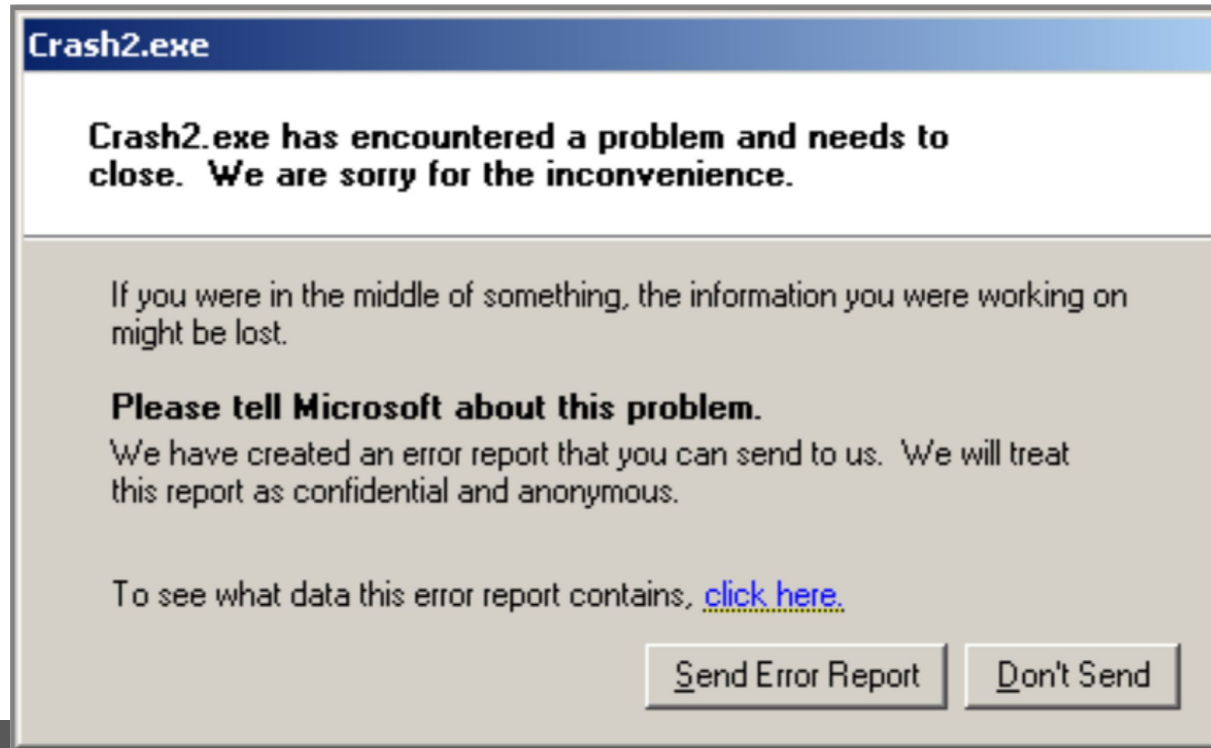 Crash2.exe
Crash2.exe has encountered a problem and needs to
close.  We are sorry for the inconvenience.
If you were in the middle of something, the information you were working on
might be lost.
Please tell Microsoft about this problem.
We have created an error report that you can send to us.  We will treat
this report as confidential and anonymous.
To see what data this error report contains, click here.
Send Error Report Don't Send